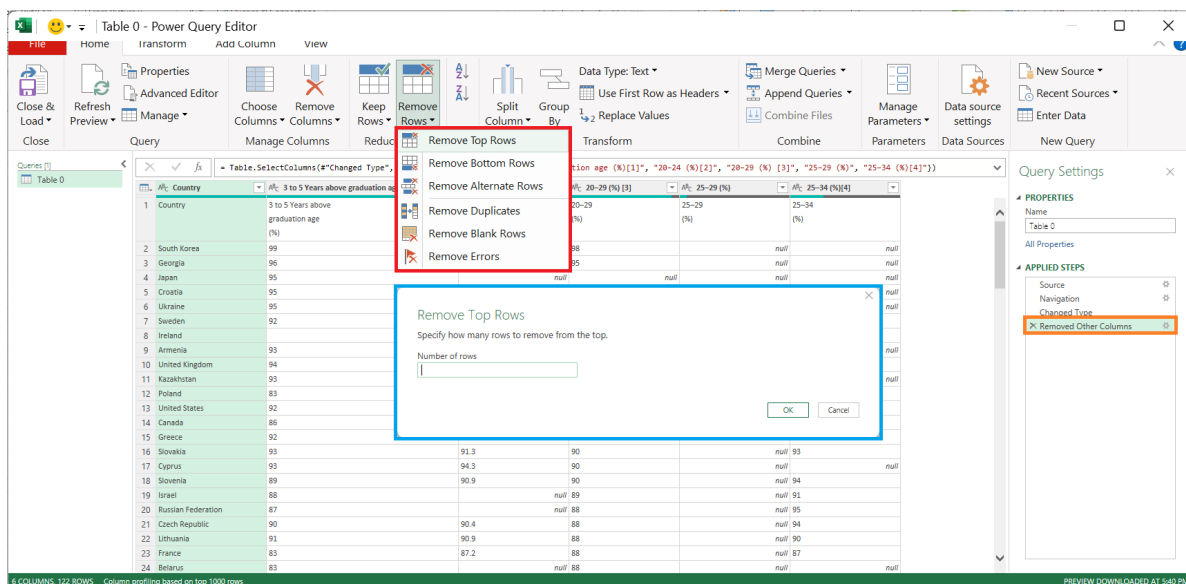 Table 0 - Power Query Editor
File Home Transform Add Column View
Close & Load
Close
Refresh Preview
Properties
Advanced Editor
Manage
Query
Choose Columns
Remove Columns
Manage Columns
Keep Rows
Remove Rows
Reduc
Split Column
Group By
Data Type: Text
Use First Row as Headers
Replace Values
Transform
Merge Queries
Append Queries
Combine Files
Combine
Manage Parameters
Parameters
Data source settings
Data Sources
New Source
Recent Sources
Enter Data
New Query
Remove Top Rows
Remove Bottom Rows
Remove Alternate Rows
Remove Duplicates
Remove Blank Rows
Remove Errors
Queries [1]
Table 0
fx = Table.SelectColumns(#"Changed Type", tion age (%)[1]", "20–24 (%)[2]", "20–29 (%) [3]", "25–29 (%)", "25–34 (%)[4]"})
Country 3 to 5 Years above graduation ag 20–29 (%) [3] 25–29 (%) 25–34 (%)[4]
1 Country 3 to 5 Years above 20–29 25–29 25–34
graduation age (%) (%) (%)
(%)
2 South Korea 99 98 null null
3 Georgia 96 95 null null
4 Japan 95 null null null
5 Croatia 95 null
6 Ukraine 95 null
7 Sweden 92
8 Ireland
9 Armenia 93 null
10 United Kingdom 94
11 Kazakhstan 93 null
12 Poland 83
13 United States 92
14 Canada 86
15 Greece 92
16 Slovakia 93 91.3 90 null 93
17 Cyprus 93 94.3 90 null null
18 Slovenia 89 90.9 90 null 94
19 Israel 88 null 89 null 91
20 Russian Federation 87 null 88 null 95
21 Czech Republic 90 90.4 88 null 94
22 Lithuania 91 90.9 88 null 90
23 France 83 87.2 88 null 87
24 Belarus 83 null 88 null null
Remove Top Rows
Specify how many rows to remove from the top.
Number of rows
OK Cancel
Query Settings
PROPERTIES
Name
Table 0
All Properties
APPLIED STEPS
Source
Navigation
Changed Type
Removed Other Columns
6 COLUMNS, 122 ROWS Column profiling based on top 1000 rows PREVIEW DOWNLOADED AT 5:40 PM